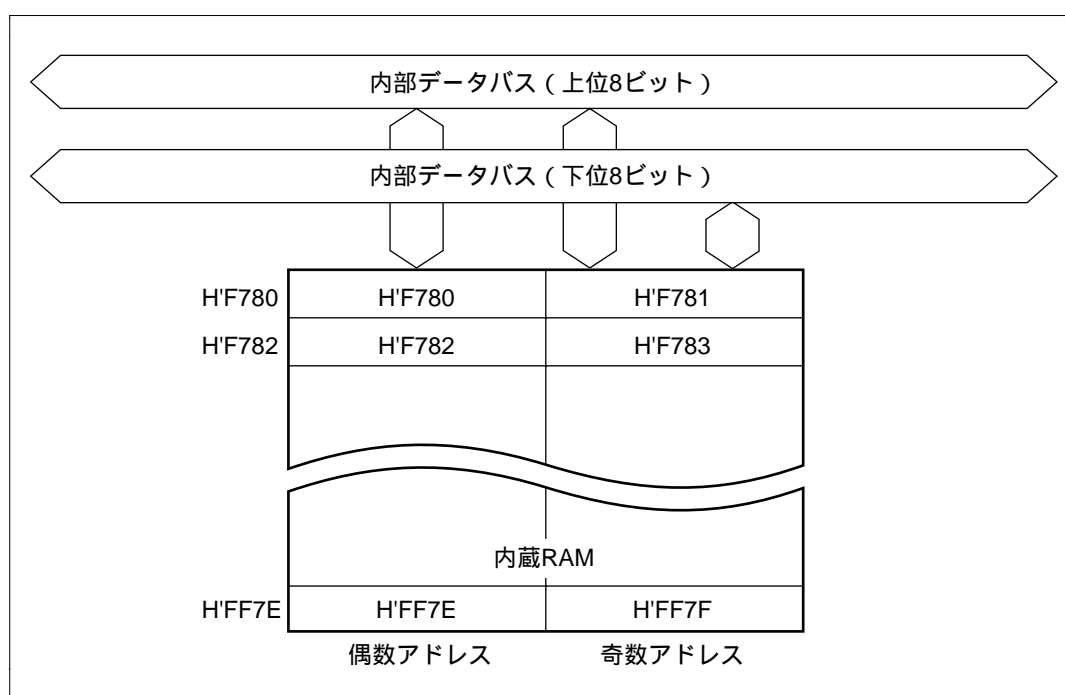 内部データバス（上位8ビット）
内部データバス（下位8ビット）
H'F780 H'F780 H'F781
H'F782 H'F782 H'F783
内蔵RAM
H'FF7E H'FF7E H'FF7F
偶数アドレス 奇数アドレス